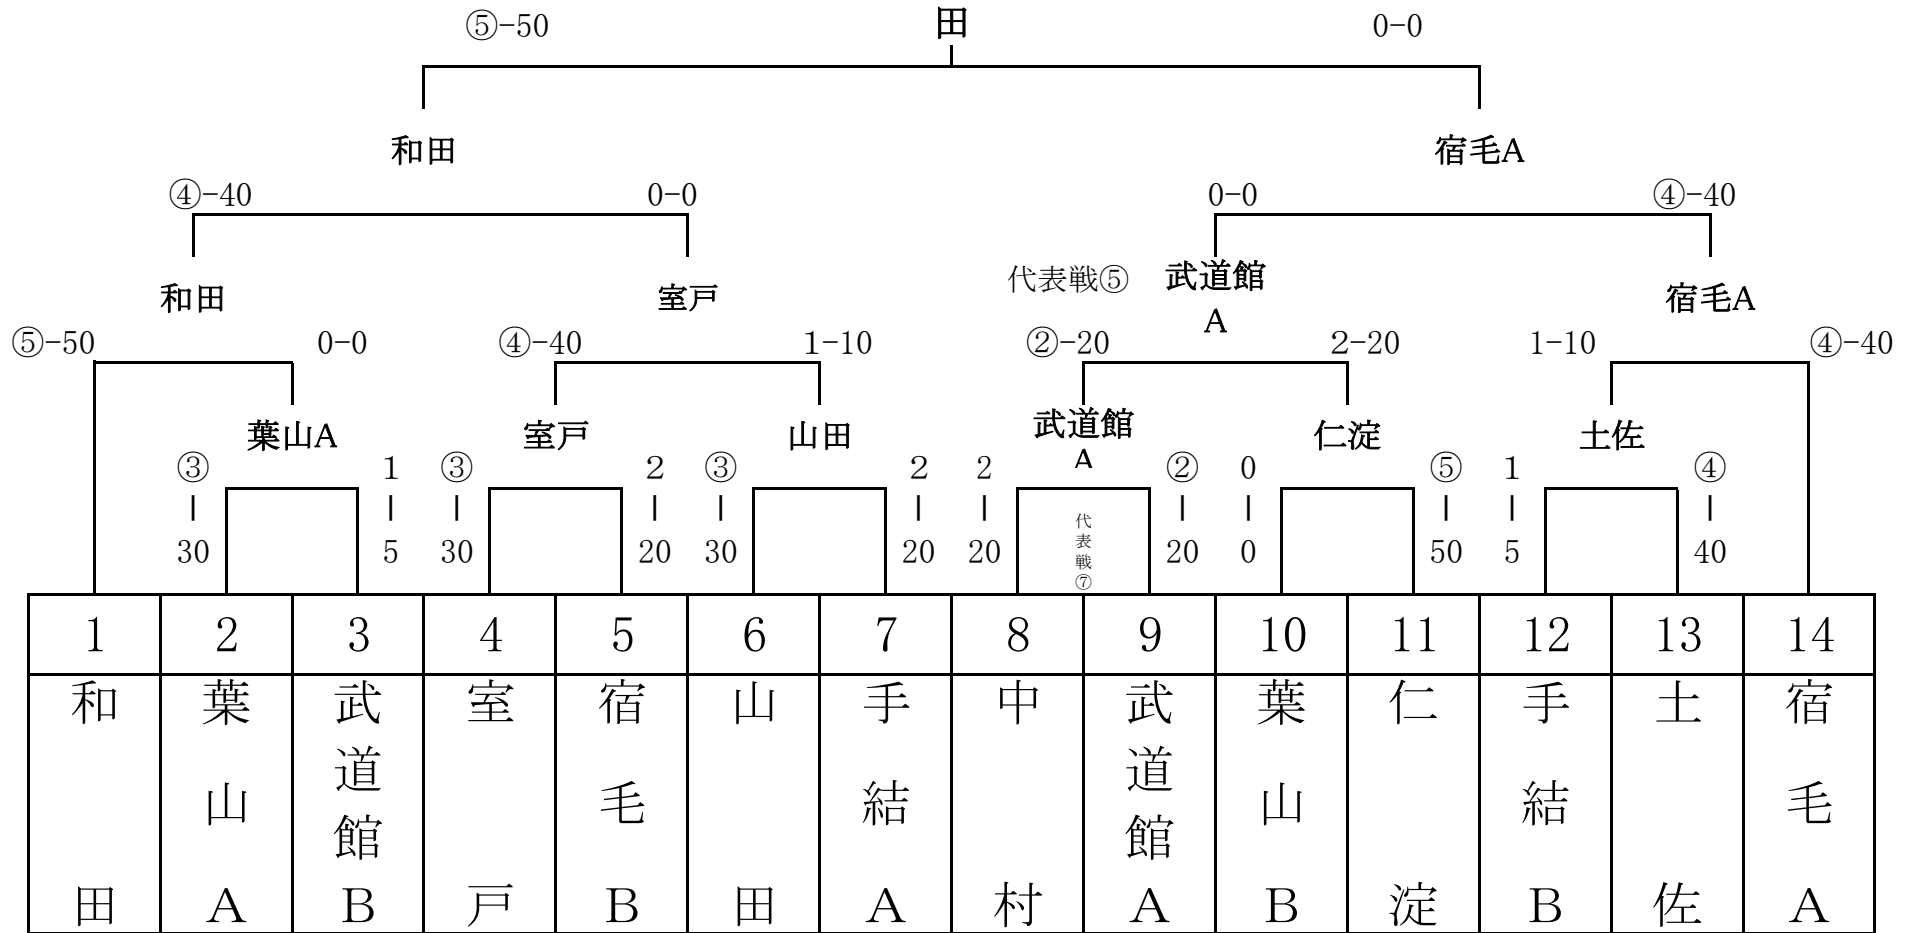 ⑤-50 田 0-0
和田 宿毛A
④-40 0-0 0-0 ④-40
和田 室戸 代表戦⑤ 武道館A 宿毛A
⑤-50 0-0 ④-40 1-10 ②-20 2-20 1-10 ④-40
葉山A 室戸 山田 武道館A 仁淀 土佐
③ 1 ③ 2 ③ 2 2 ② 0 ⑤ 1 ④
30 5 30 20 30 20 20 代表戦⑦ 20 0 50 5 40
1 2 3 4 5 6 7 8 9 10 11 12 13 14
和田 葉山A 武道館B 室戸 宿毛B 山田 手結A 中村 武道館A 葉山B 仁淀 手結B 土佐 宿毛A